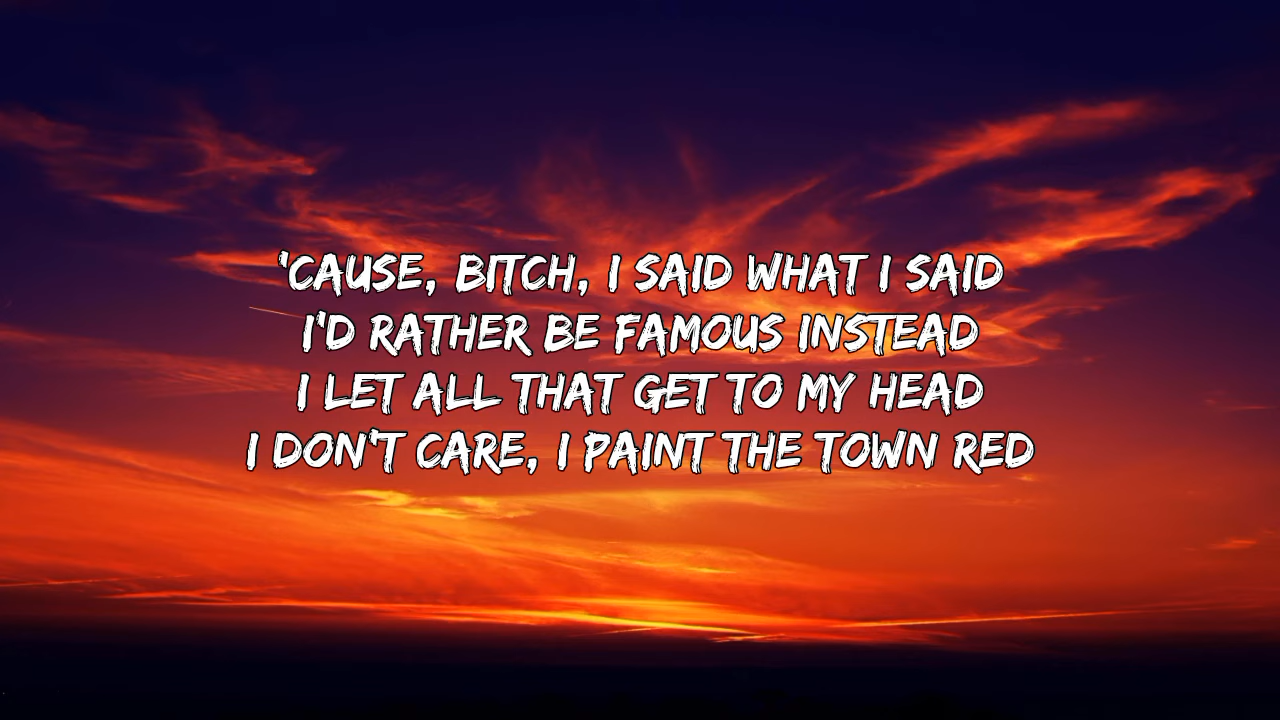 'CAUSE, BITCH, I SAID WHAT I SAID
I'D RATHER BE FAMOUS INSTEAD
I LET ALL THAT GET TO MY HEAD
I DON'T CARE, I PAINT THE TOWN RED